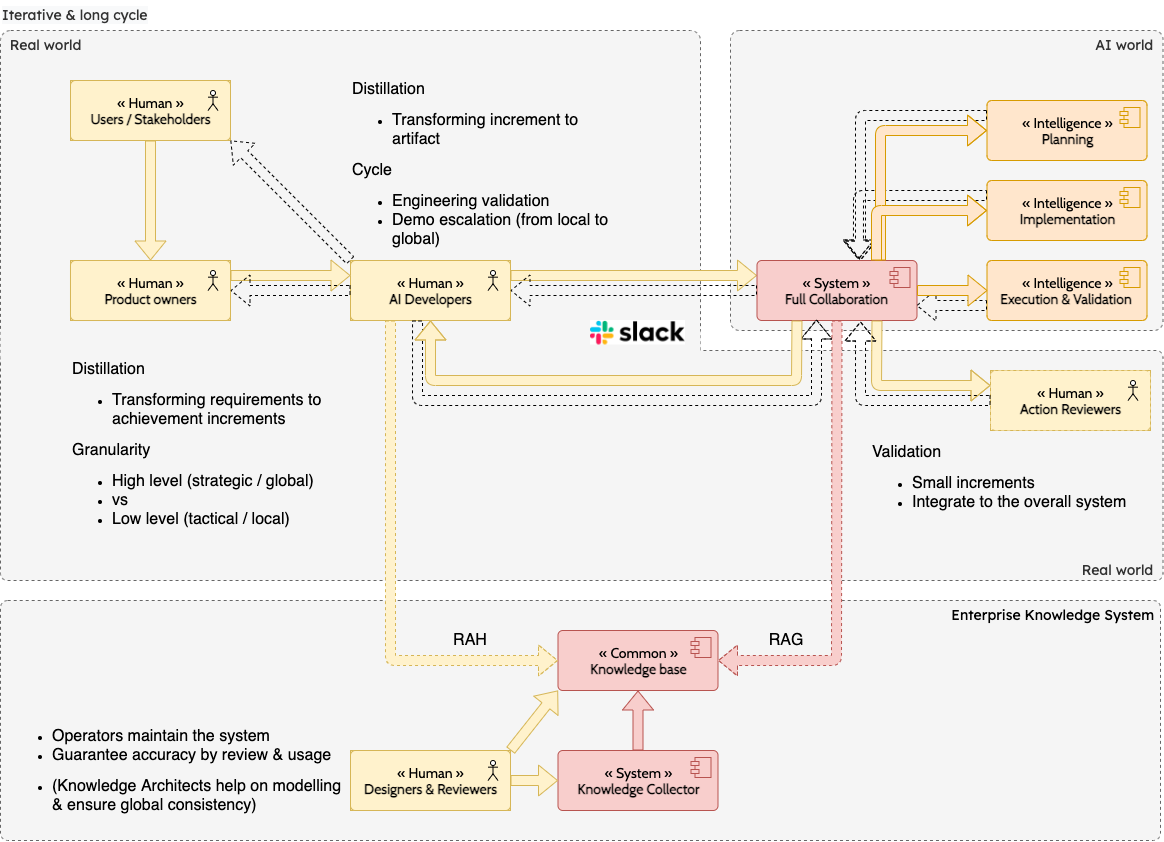 Iterative & long cycle
Real world
AI world
« Human »
Users / Stakeholders
Distillation
• Transforming increment to
artifact
Cycle
• Engineering validation
• Demo escalation (from local to
global)
« Intelligence »
Planning
« Intelligence »
Implementation
« Human »
Product owners
« Human »
AI Developers
« System »
Full Collaboration
« Intelligence »
Execution & Validation
slack
Distillation
• Transforming requirements to
achievement increments
Granularity
• High level (strategic / global)
• vs
• Low level (tactical / local)
« Human »
Action Reviewers
Validation
• Small increments
• Integrate to the overall system
Real world
Enterprise Knowledge System
RAH
RAG
« Common »
Knowledge base
• Operators maintain the system
• Guarantee accuracy by review & usage
• (Knowledge Architects help on modelling
& ensure global consistency)
« Human »
Designers & Reviewers
« System »
Knowledge Collector